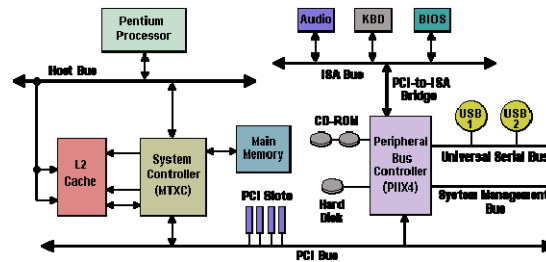 Pentium
Processor
Audio
KBD
BIOS
Host Bus
ISA Bus
PCI-to-ISA
Bridge
CD-ROM
USB
1
USB
2
L2
Cache
System
Controller
(MTXC)
Main
Memory
Peripheral
Bus
Controller
(PIIX4)
Universal Serial Bus
PCI Slots
Hard
Disk
System Management
Bus
PCI Bus